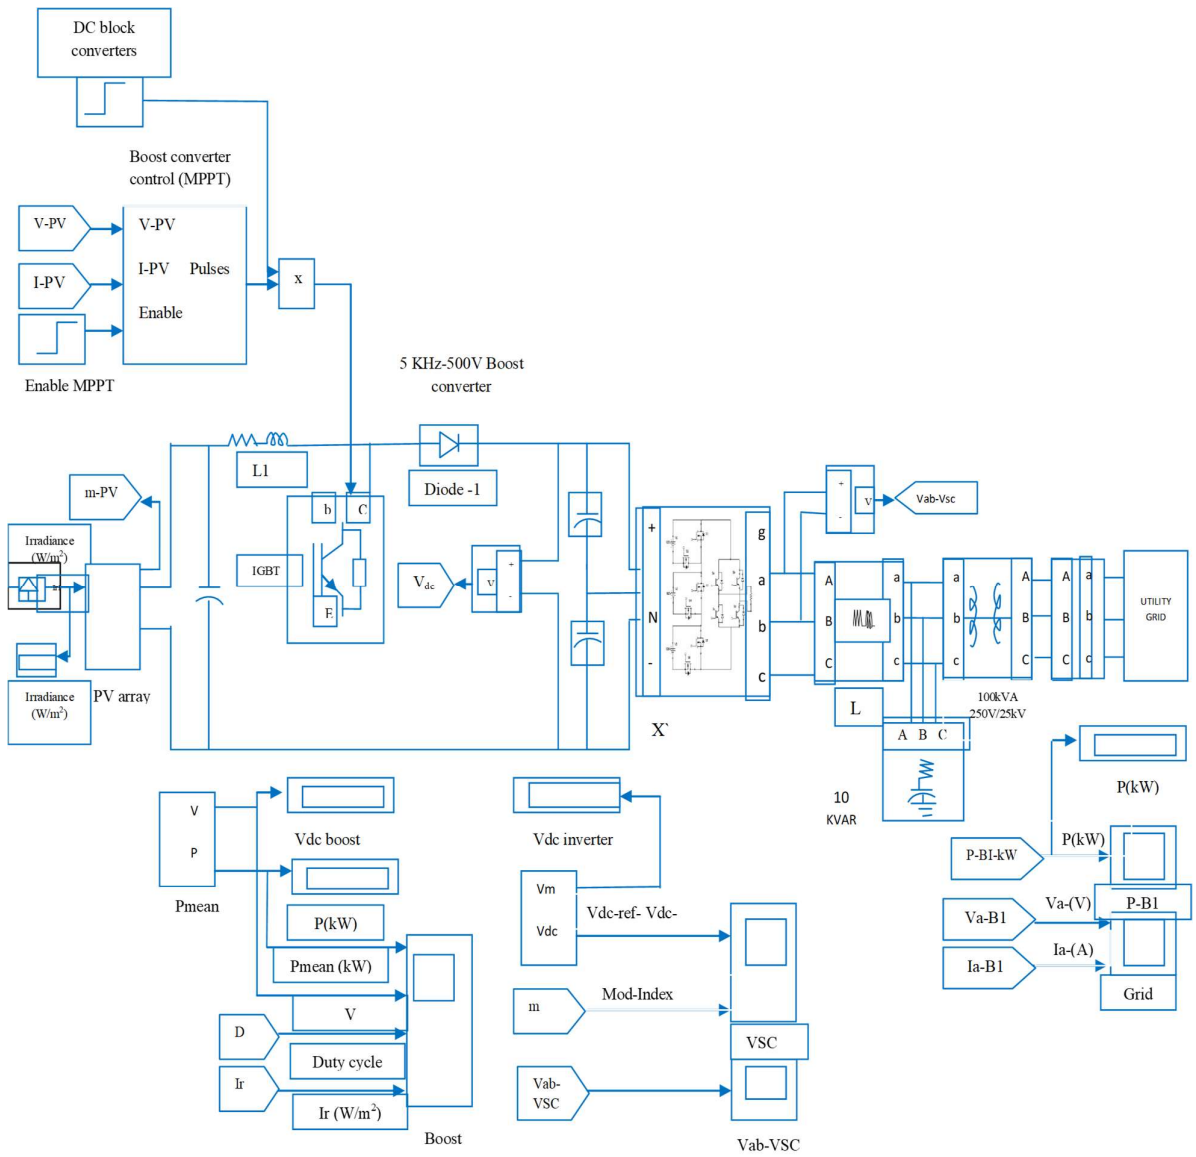 DC block
converters
Boost converter
control (MPPT)
V-PV
V-PV
I-PV
I-PV
Pulses
Enable
x
Enable MPPT
5 KHz-500V Boost
converter
L1
Diode -1
m-PV
b
C
Irradiance
(W/m²)
IGBT
E
Irradiance
(W/m²)
PV array
Vdc
V
+
-
+
N
-
g
a
b
c
X`
+
-
V
Vab-Vsc
A
B
C
a
b
c
L
a
b
c
A
B
C
A
B
C
a
b
c
100kVA
250V/25kV
UTILITY
GRID
A B C
10
KVAR
V
P
Pmean
Vdc boost
P(kW)
Pmean (kW)
V
D
Duty cycle
Ir
Ir (W/m²)
Boost
Vdc inverter
Vm
Vdc
Vdc-ref- Vdc-
m
Mod-Index
VSC
Vab-
VSC
Vab-VSC
P(kW)
P-BI-kW
P(kW)
P-B1
Va-B1
Va-(V)
Ia-B1
Ia-(A)
Grid